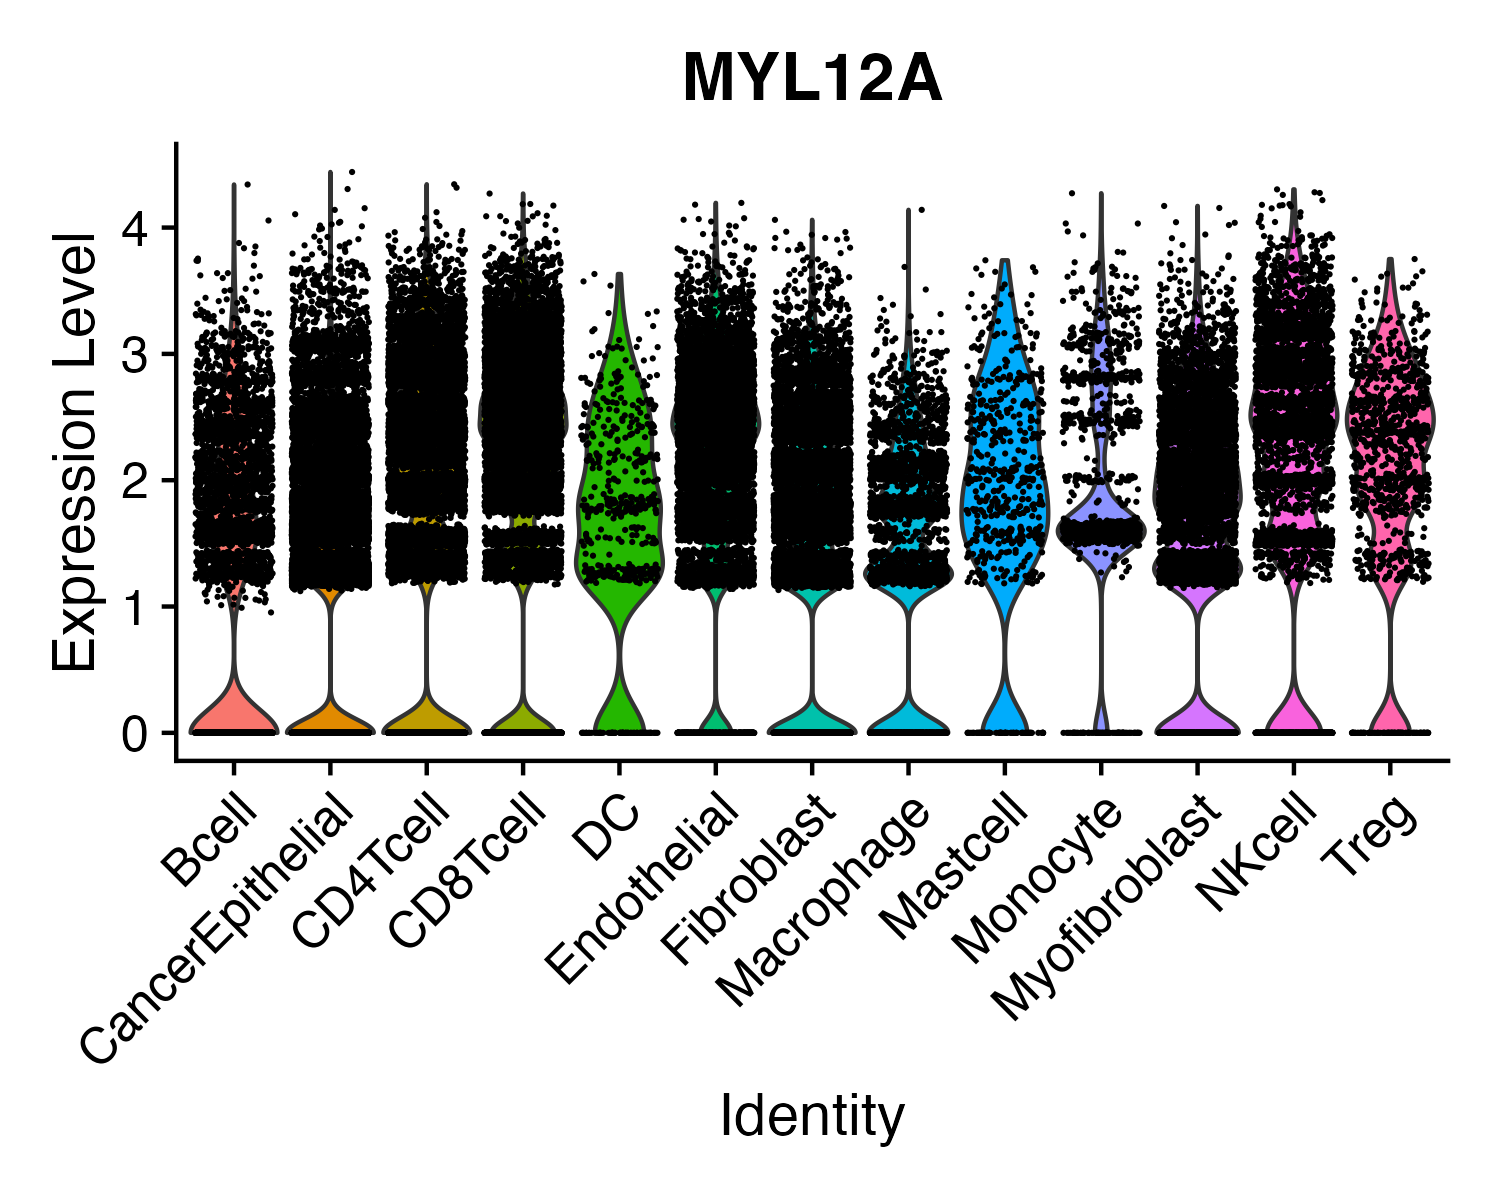 MYL12A
Expression Level
4
3
2
1
0
Bcell
CancerEpithelial
CD4Tcell
CD8Tcell
DC
Endothelial
Fibroblast
Macrophage
Mastcell
Monocyte
Myofibroblast
NKcell
Treg
Identity